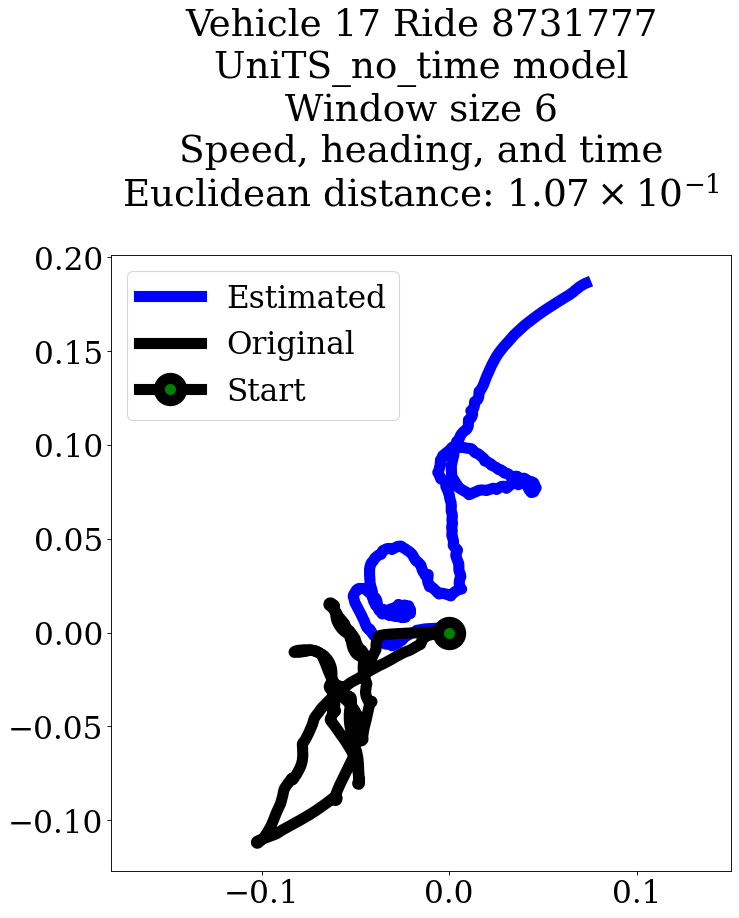 Vehicle 17 Ride 8731777
UniTS_no_time model
Window size 6
Speed, heading, and time
Euclidean distance: 1.07 × 10⁻¹
0.20
0.15
0.10
0.05
0.00
−0.05
−0.10
Estimated
Original
Start
−0.1
0.0
0.1